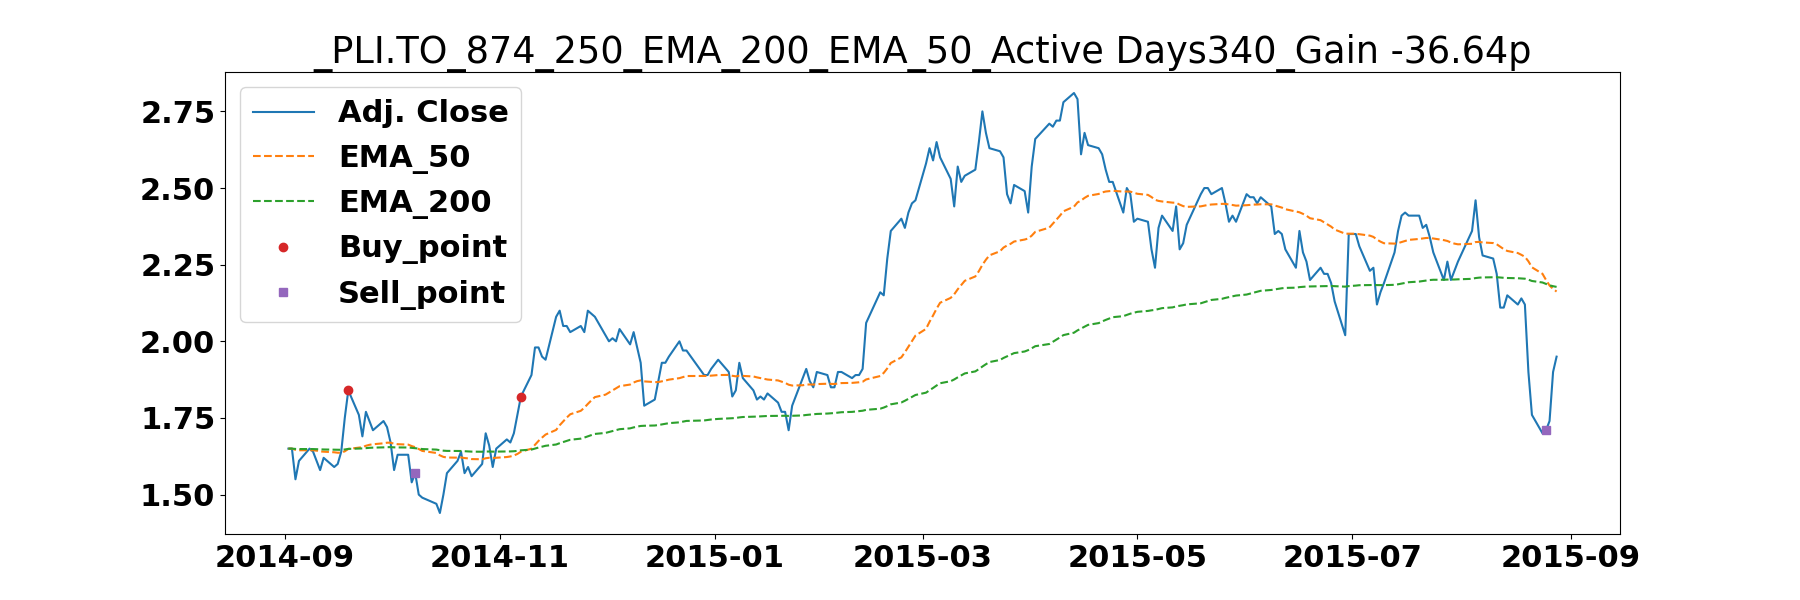 _PLI.TO_874_250_EMA_200_EMA_50_Active Days340_Gain -36.64p
Adj. Close
EMA_50
EMA_200
Buy_point
Sell_point
2.75
2.50
2.25
2.00
1.75
1.50
2014-09 2014-11 2015-01 2015-03 2015-05 2015-07 2015-09